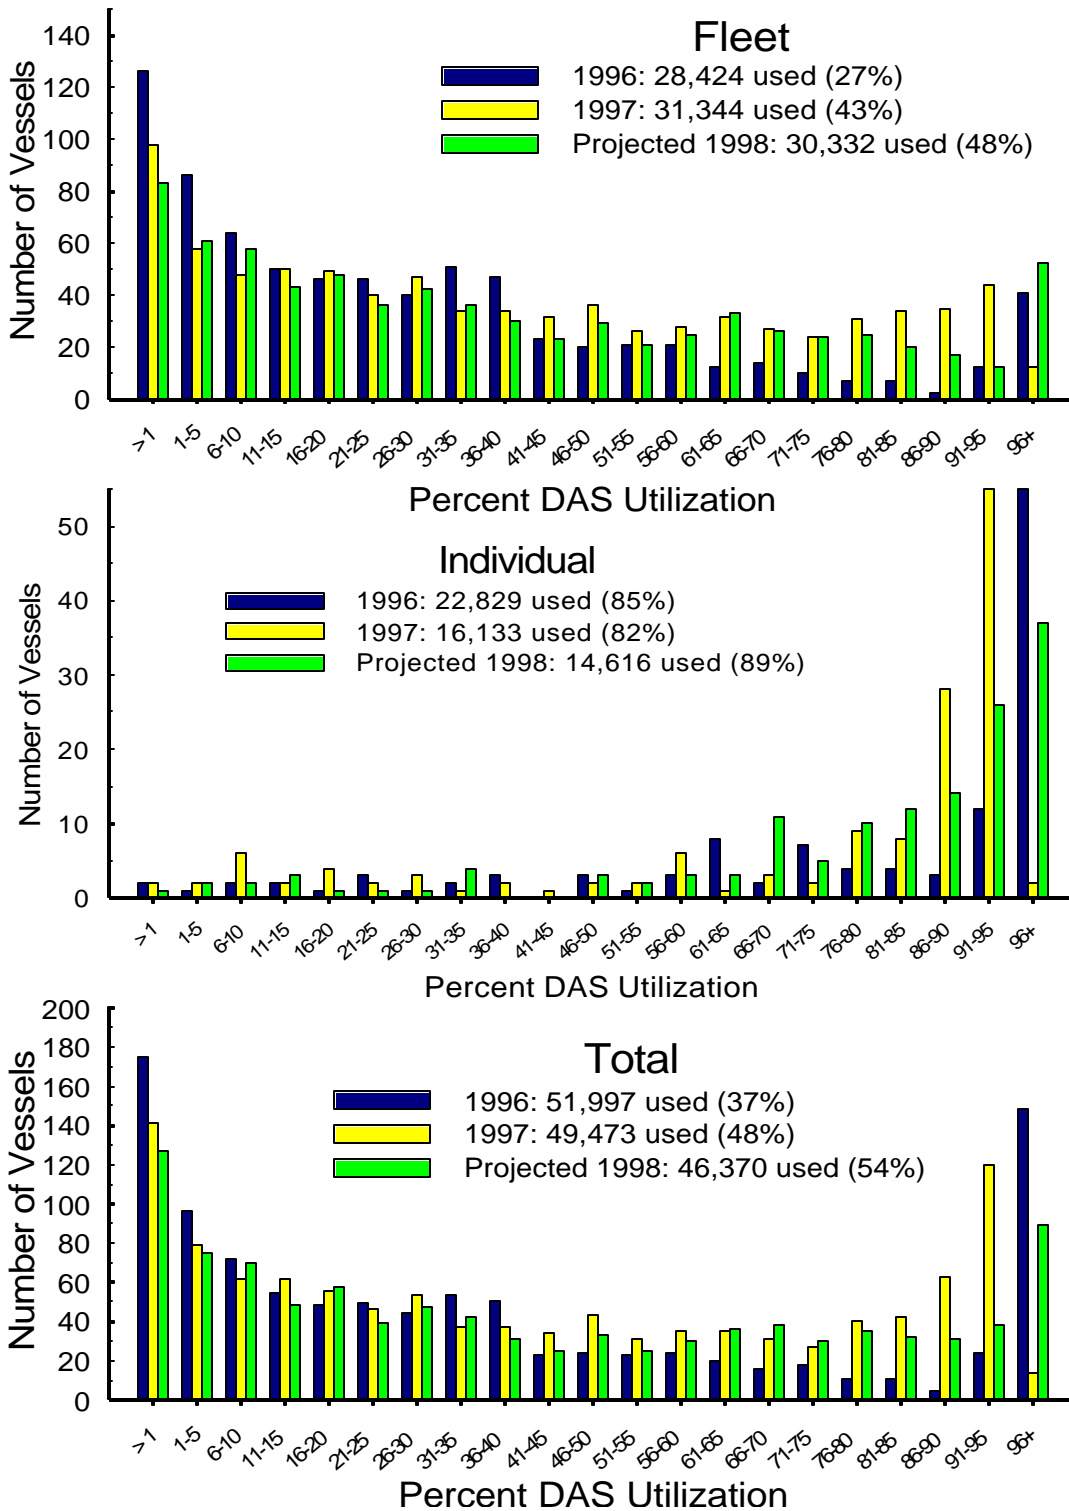 Fleet
1996: 28,424 used (27%)
1997: 31,344 used (43%)
Projected 1998: 30,332 used (48%)
Number of Vessels
140
120
100
80
60
40
20
0
> 1 1-5 6-10 11-15 16-20 21-25 26-30 31-35 36-40 41-45 46-50 51-55 56-60 61-65 66-70 71-75 76-80 81-85 86-90 91-95 96+
Percent DAS Utilization
Individual
1996: 22,829 used (85%)
1997: 16,133 used (82%)
Projected 1998: 14,616 used (89%)
Number of Vessels
50
40
30
20
10
0
> 1 1-5 6-10 11-15 16-20 21-25 26-30 31-35 36-40 41-45 46-50 51-55 56-60 61-65 66-70 71-75 76-80 81-85 86-90 91-95 96+
Percent DAS Utilization
Total
1996: 51,997 used (37%)
1997: 49,473 used (48%)
Projected 1998: 46,370 used (54%)
Number of Vessels
200
180
160
140
120
100
80
60
40
20
0
> 1 1-5 6-10 11-15 16-20 21-25 26-30 31-35 36-40 41-45 46-50 51-55 56-60 61-65 66-70 71-75 76-80 81-85 86-90 91-95 96+
Percent DAS Utilization